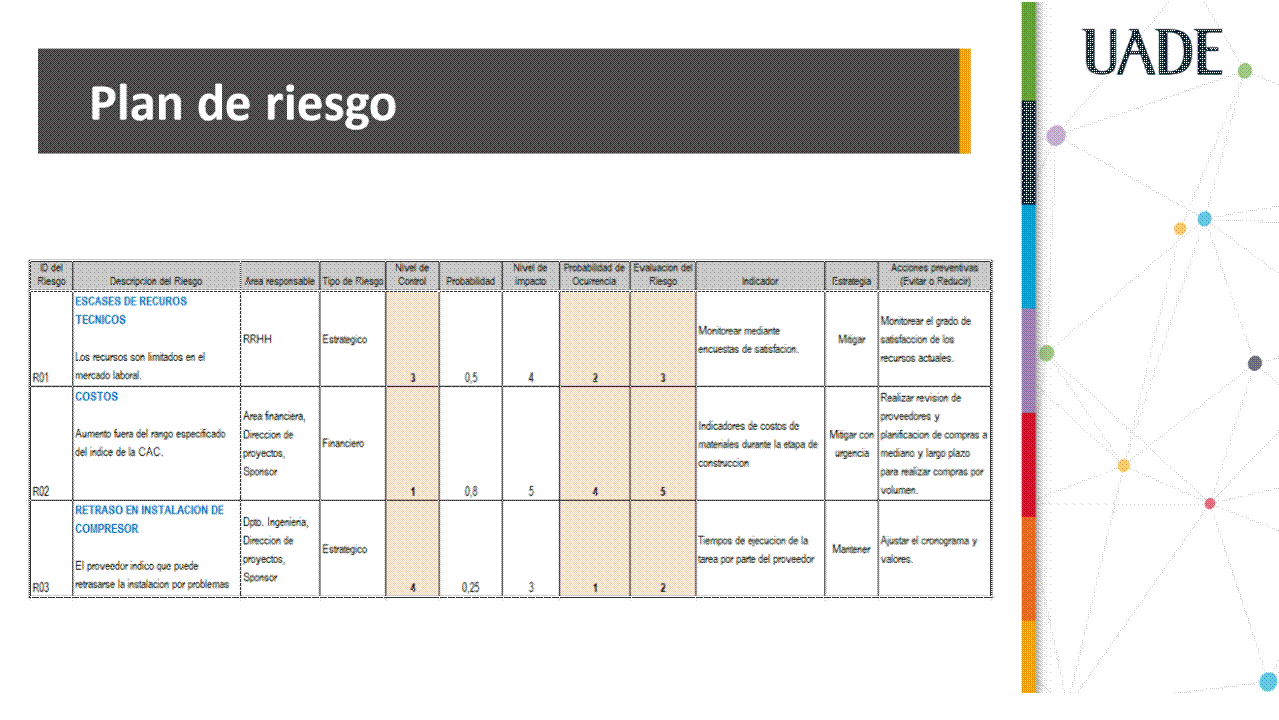 UADE
Plan de riesgo
ID del Riesgo
Descripcion del Riesgo
Area responsable
Tipo de Riesgo
Nivel de Control
Probabilidad
Nivel de impacto
Probabilidad de Ocurrencia
Evaluacion del Riesgo
Indicador
Estrategia
Acciones preventivas (Evitar o Reducir)
R01
ESCASES DE RECUROS
TECNICOS
Los recursos son limitados en el
mercado laboral.
RRHH
Estrategico
3
0,5
4
2
3
Monitorear mediante
encuestas de satisfacion.
Mitigar
Monitorear el grado de
satisfaccion de los
recursos actuales.
R02
COSTOS
Aumento fuera del rango especificado
del indice de la CAC.
Area financiera,
Direccion de
proyectos,
Sponsor
Financiero
1
0,8
5
4
5
Indicadores de costos de
materiales durante la etapa de
construccion
Mitigar con
urgencia
Realizar revision de
proveedores y
planificacion de compras a
mediano y largo plazo
para realizar compras por
volumen.
R03
RETRASO EN INSTALACION DE
COMPRESOR
El proveedor indico que puede
retrasarse la instalacion por problemas
Dpto. Ingenieria,
Direccion de
proyectos,
Sponsor
Estrategico
4
0,25
3
1
2
Tiempos de ejecucion de la
tarea por parte del proveedor
Mantener
Ajustar el cronograma y
valores.